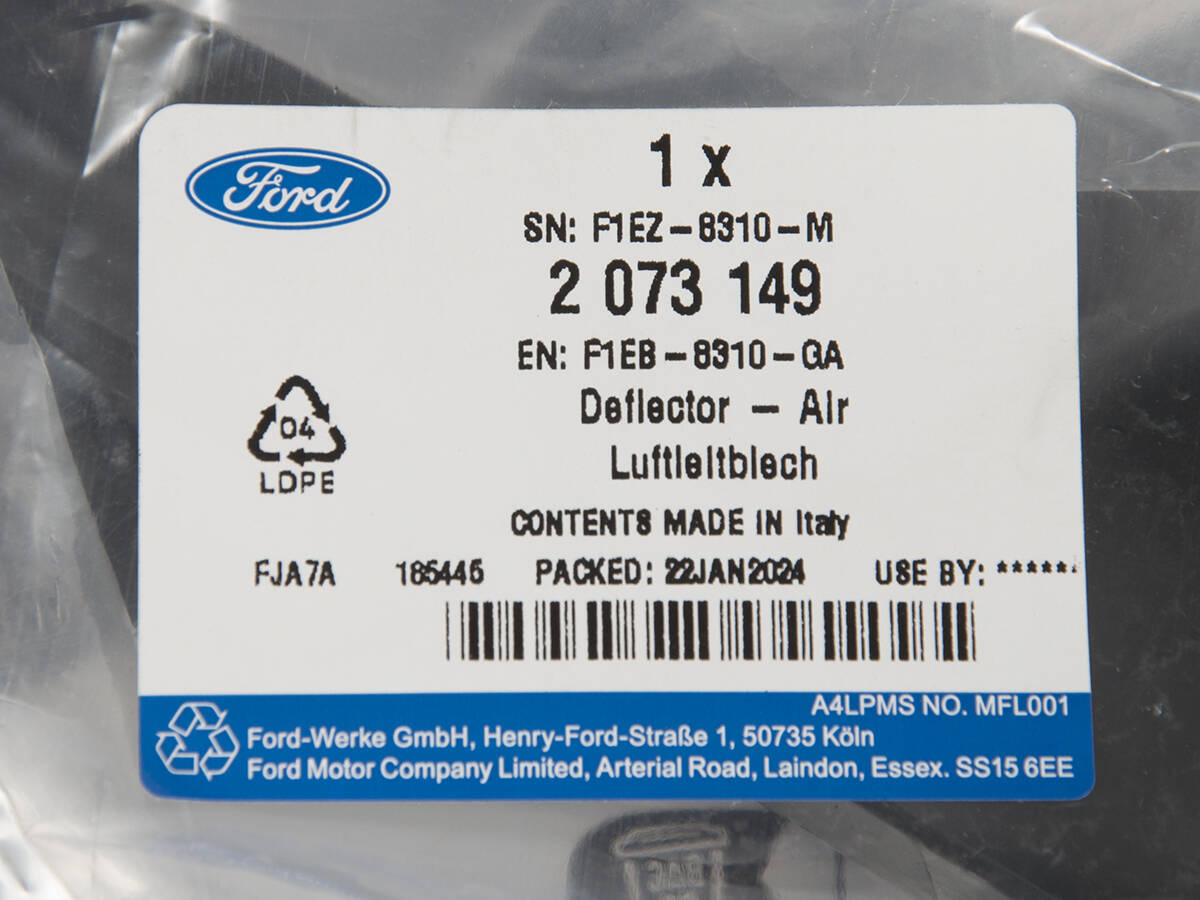 Ford
1 x
SN: F1EZ-8310-M
2 073 149
EN: F1EB-8310-GA
Deflector - Air
Luftleitblech
04
LDPE
CONTENTS MADE IN Italy
FJA7A 185445 PACKED: 22JAN2024 USE BY: ******
A4LPMS NO. MFL001
Ford-Werke GmbH, Henry-Ford-Straße 1, 50735 Köln
Ford Motor Company Limited, Arterial Road, Laindon, Essex. SS15 6EE